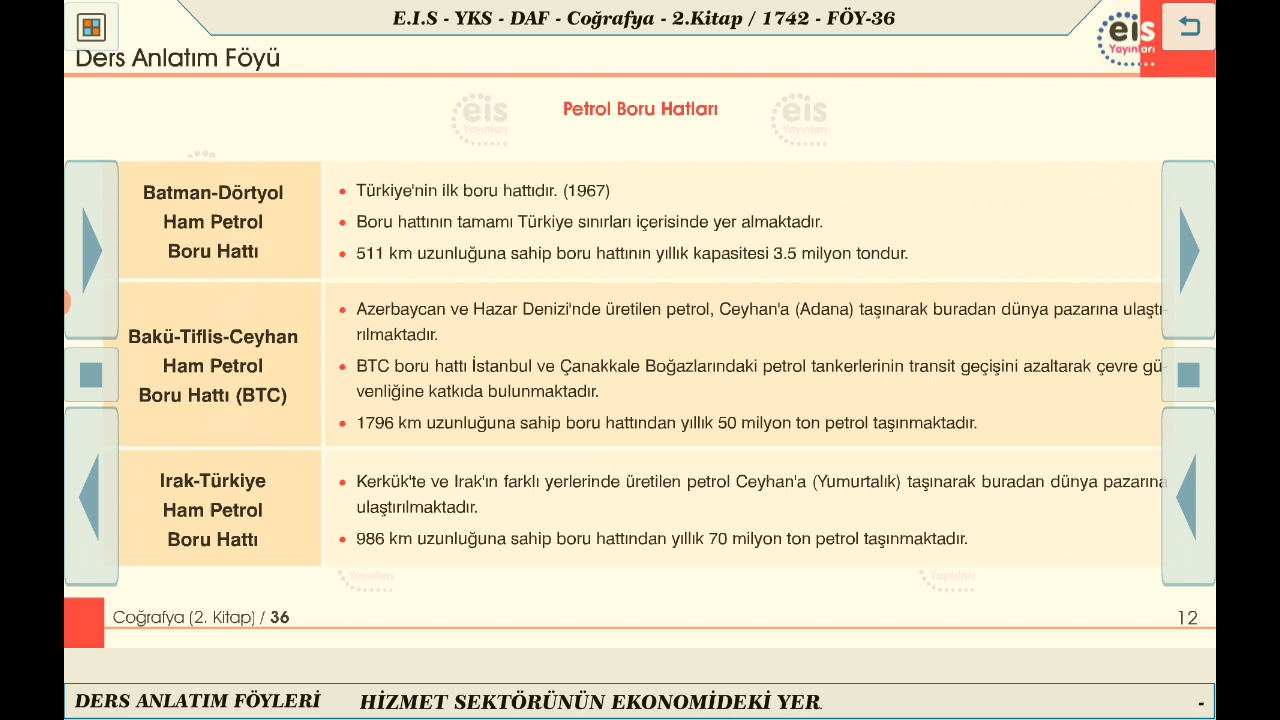 E.I.S - YKS - DAF - Coğrafya - 2.Kitap / 1742 - FÖY-36
Ders Anlatım Föyü
eis
Yayınları
Petrol Boru Hatları
eis
Yayınları
eis
Yayınları
Batman-Dörtyol
Ham Petrol
Boru Hattı
• Türkiye'nin ilk boru hattıdır. (1967)
• Boru hattının tamamı Türkiye sınırları içerisinde yer almaktadır.
• 511 km uzunluğuna sahip boru hattının yıllık kapasitesi 3.5 milyon tondur.
Bakü-Tiflis-Ceyhan
Ham Petrol
Boru Hattı (BTC)
• Azerbaycan ve Hazar Denizi'nde üretilen petrol, Ceyhan'a (Adana) taşınarak buradan dünya pazarına ulaştı-
rılmaktadır.
• BTC boru hattı İstanbul ve Çanakkale Boğazlarındaki petrol tankerlerinin transit geçişini azaltarak çevre gü-
venliğine katkıda bulunmaktadır.
• 1796 km uzunluğuna sahip boru hattından yıllık 50 milyon ton petrol taşınmaktadır.
Irak-Türkiye
Ham Petrol
Boru Hattı
• Kerkük'te ve Irak'ın farklı yerlerinde üretilen petrol Ceyhan'a (Yumurtalık) taşınarak buradan dünya pazarına
ulaştırılmaktadır.
• 986 km uzunluğuna sahip boru hattından yıllık 70 milyon ton petrol taşınmaktadır.
Yayınları
Yayınları
Coğrafya (2. Kitap) / 36
12
DERS ANLATIM FÖYLERİ HİZMET SEKTÖRÜNÜN EKONOMİDEKİ YER. -